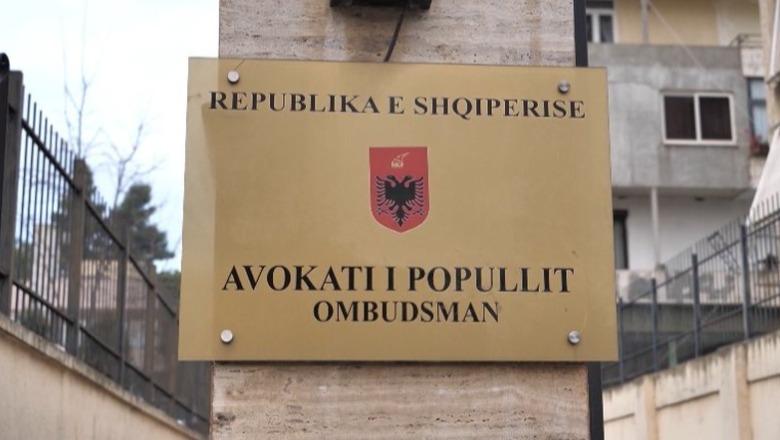 REPUBLIKA E SHQIPERISE
AVOKATI I POPULLIT
OMBUDSMAN